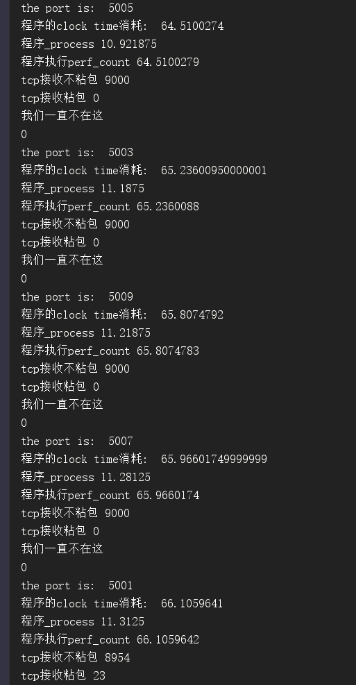 the port is:  5005
程序的clock time消耗:  64.5100274
程序_process 10.921875
程序执行perf_count 64.5100279
tcp接收不粘包 9000
tcp接收粘包 0
我们一直不在这
0
the port is:  5003
程序的clock time消耗:  65.23600950000001
程序_process 11.1875
程序执行perf_count 65.2360088
tcp接收不粘包 9000
tcp接收粘包 0
我们一直不在这
0
the port is:  5009
程序的clock time消耗:  65.8074792
程序_process 11.21875
程序执行perf_count 65.8074783
tcp接收不粘包 9000
tcp接收粘包 0
我们一直不在这
0
the port is:  5007
程序的clock time消耗:  65.96601749999999
程序_process 11.28125
程序执行perf_count 65.9660174
tcp接收不粘包 9000
tcp接收粘包 0
我们一直不在这
0
the port is:  5001
程序的clock time消耗:  66.1059641
程序_process 11.3125
程序执行perf_count 66.1059642
tcp接收不粘包 8954
tcp接收粘包 23